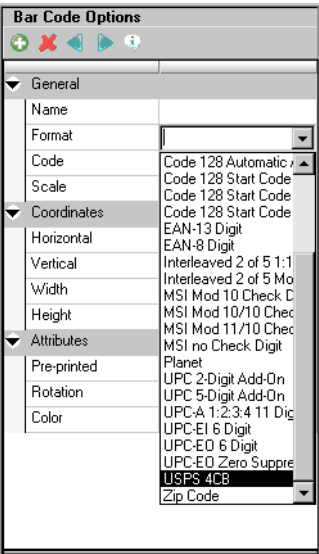 Bar Code Options
General
Name
Format
Code
Scale
Coordinates
Horizontal
Vertical
Width
Height
Attributes
Pre-printed
Rotation
Color
Code 128 Automatic
Code 128 Start Code
Code 128 Start Code
Code 128 Start Code
EAN-13 Digit
EAN-8 Digit
Interleaved 2 of 5 1:1
Interleaved 2 of 5 Mo
MSI Mod 10 Check D
MSI Mod 10/10 Chec
MSI Mod 11/10 Chec
MSI no Check Digit
Planet
UPC 2-Digit Add-On
UPC 5-Digit Add-On
UPC-A 1:2:3:4 11 Dig
UPC-EI 6 Digit
UPC-EO 6 Digit
UPC-EO Zero Suppre
USPS 4CB
Zip Code